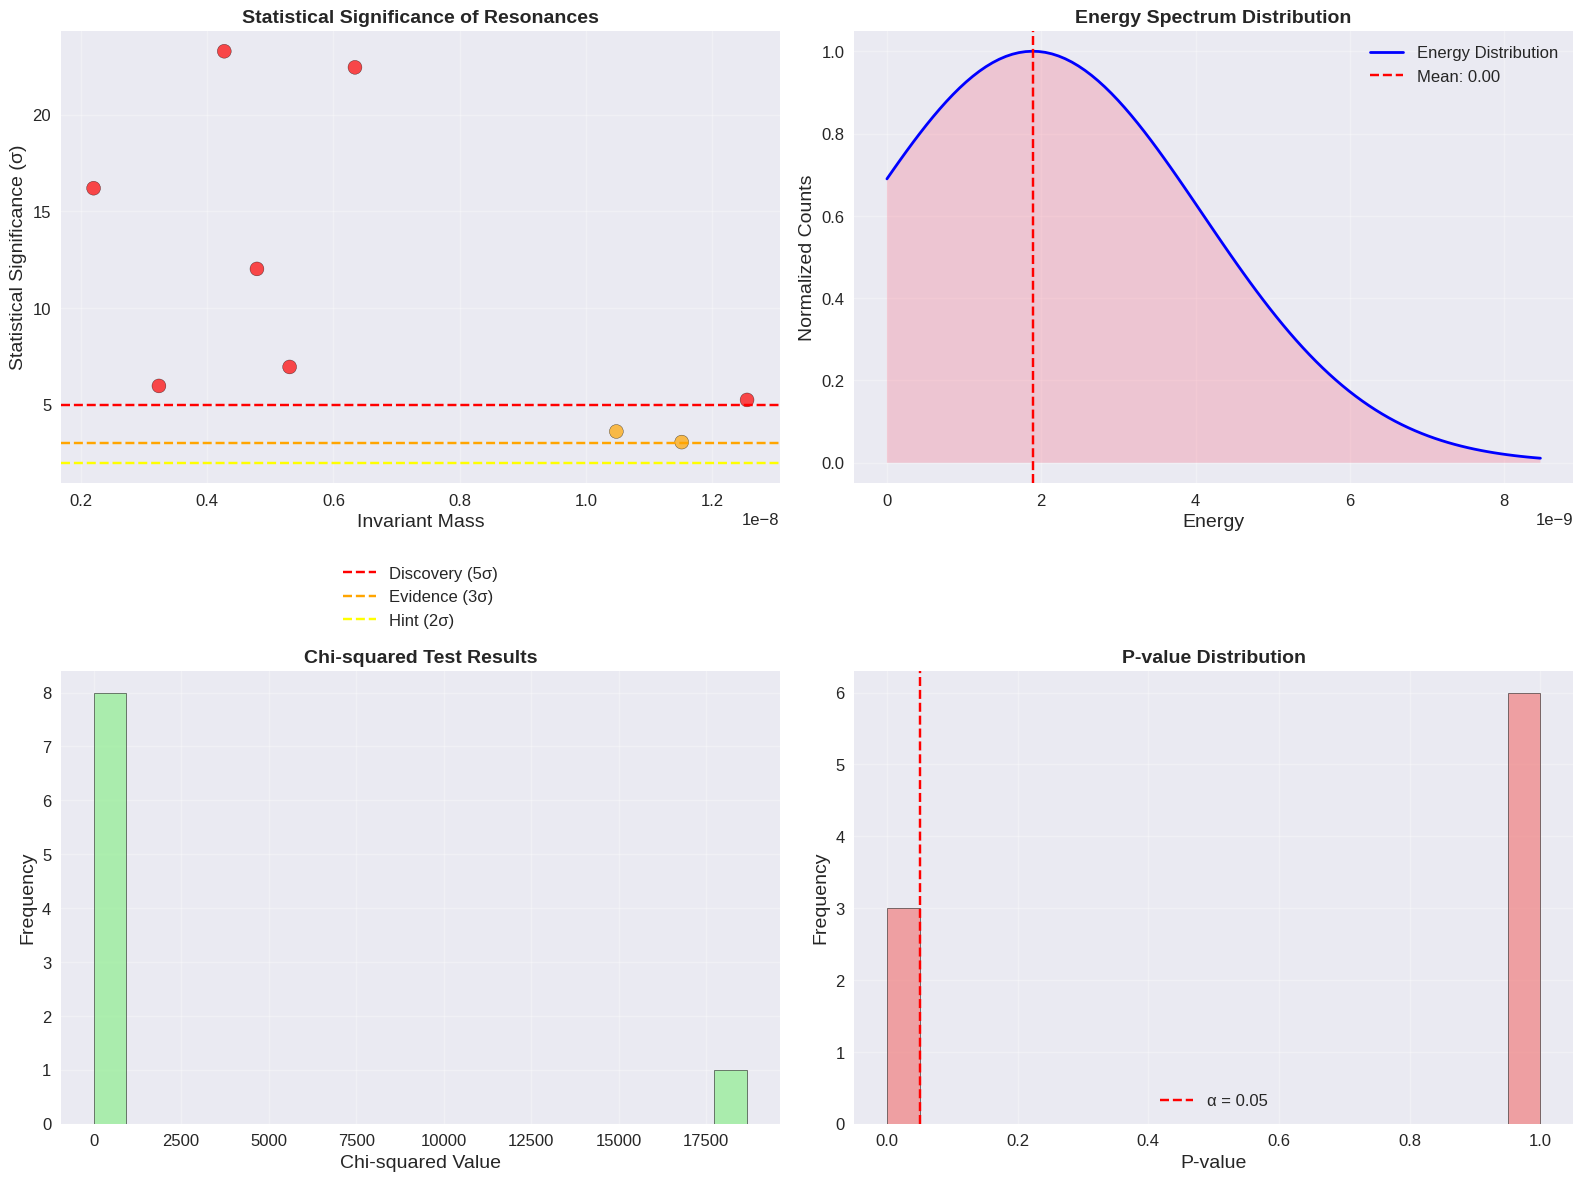 Statistical Significance of Resonances
Statistical Significance (σ)
20
15
10
5
0.2 0.4 0.6 0.8 1.0 1.2
1e−8
Invariant Mass
Discovery (5σ)
Evidence (3σ)
Hint (2σ)
Energy Spectrum Distribution
Normalized Counts
1.0
0.8
0.6
0.4
0.2
0.0
Energy Distribution
Mean: 0.00
0 2 4 6 8
1e−9
Energy
Chi-squared Test Results
Frequency
8
7
6
5
4
3
2
1
0
0 2500 5000 7500 10000 12500 15000 17500
Chi-squared Value
P-value Distribution
Frequency
6
5
4
3
2
1
0
α = 0.05
0.0 0.2 0.4 0.6 0.8 1.0
P-value